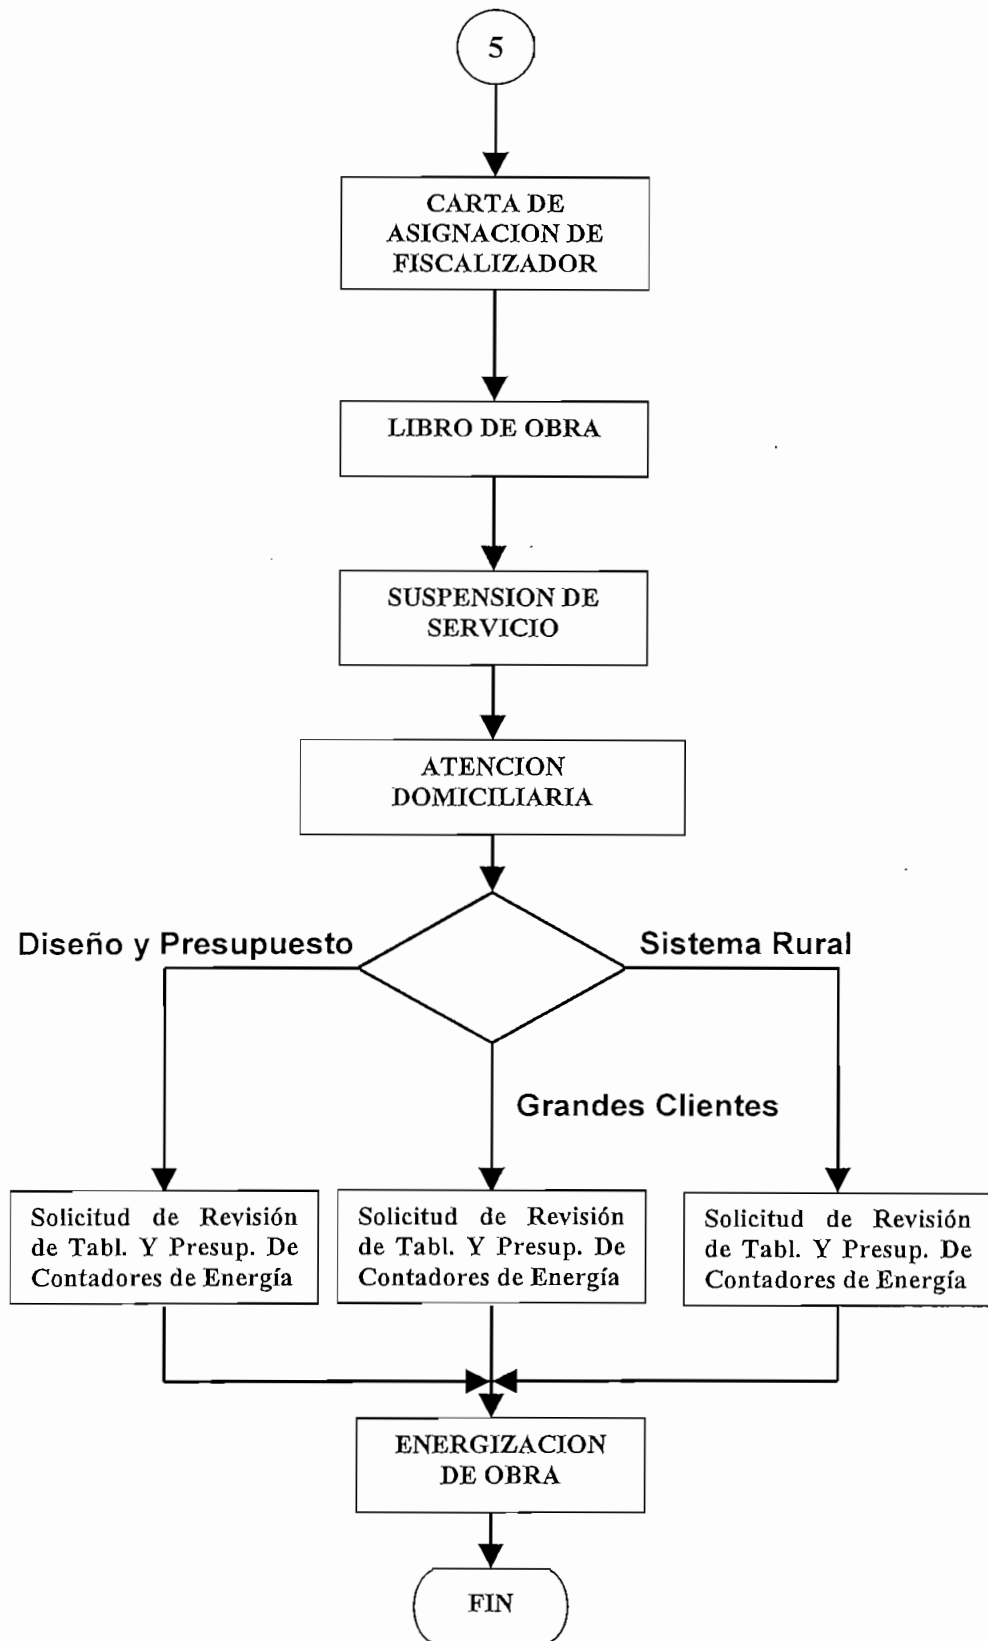 5
CARTA DE
ASIGNACION DE
FISCALIZADOR
LIBRO DE OBRA
SUSPENSION DE
SERVICIO
ATENCION
DOMICILIARIA
Diseño y Presupuesto
Sistema Rural
Grandes Clientes
Solicitud de Revisión
de Tabl. Y Presup. De
Contadores de Energía
Solicitud de Revisión
de Tabl. Y Presup. De
Contadores de Energía
Solicitud de Revisión
de Tabl. Y Presup. De
Contadores de Energía
ENERGIZACION
DE OBRA
FIN